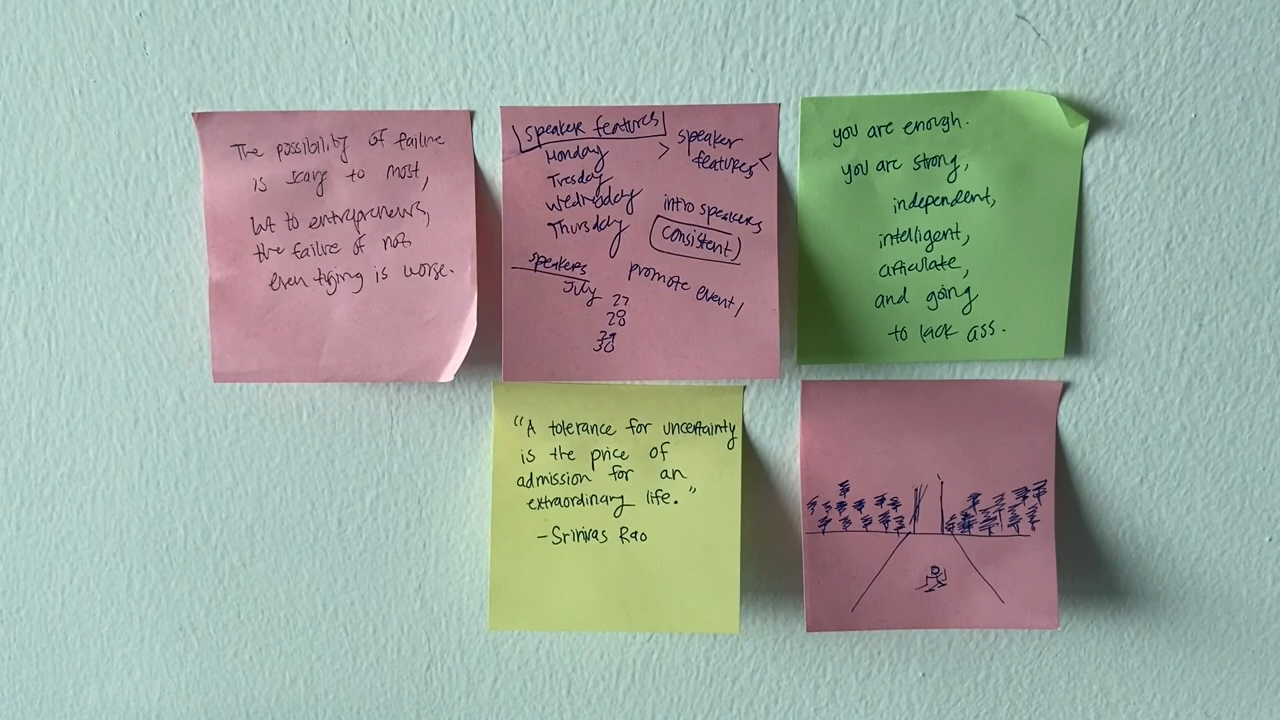 The possibility of failure
is scary to most,
but to entrepreneurs,
the failure of not
even trying is worse.
speaker features
Monday
Tuesday
Wednesday
Thursday
speakers
July
27
28
29
30
> speaker
features <
intro speakers
consistent
promote event,
you are enough.
you are strong,
independent,
intelligent,
articulate,
and going
to kick ass.
“A tolerance for uncertainty
is the price of
admission for an
extraordinary life.”
- Srinivas Rao